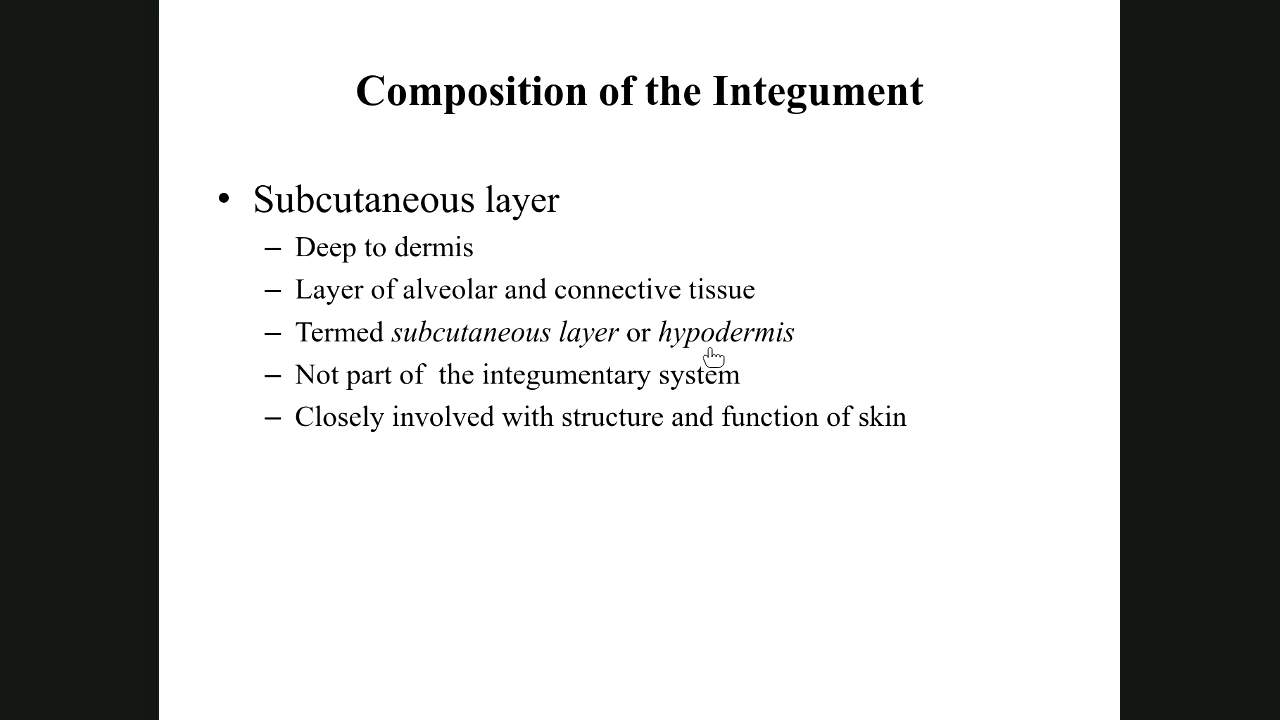 Composition of the Integument
• Subcutaneous layer
– Deep to dermis
– Layer of alveolar and connective tissue
– Termed subcutaneous layer or hypodermis
– Not part of  the integumentary system
– Closely involved with structure and function of skin